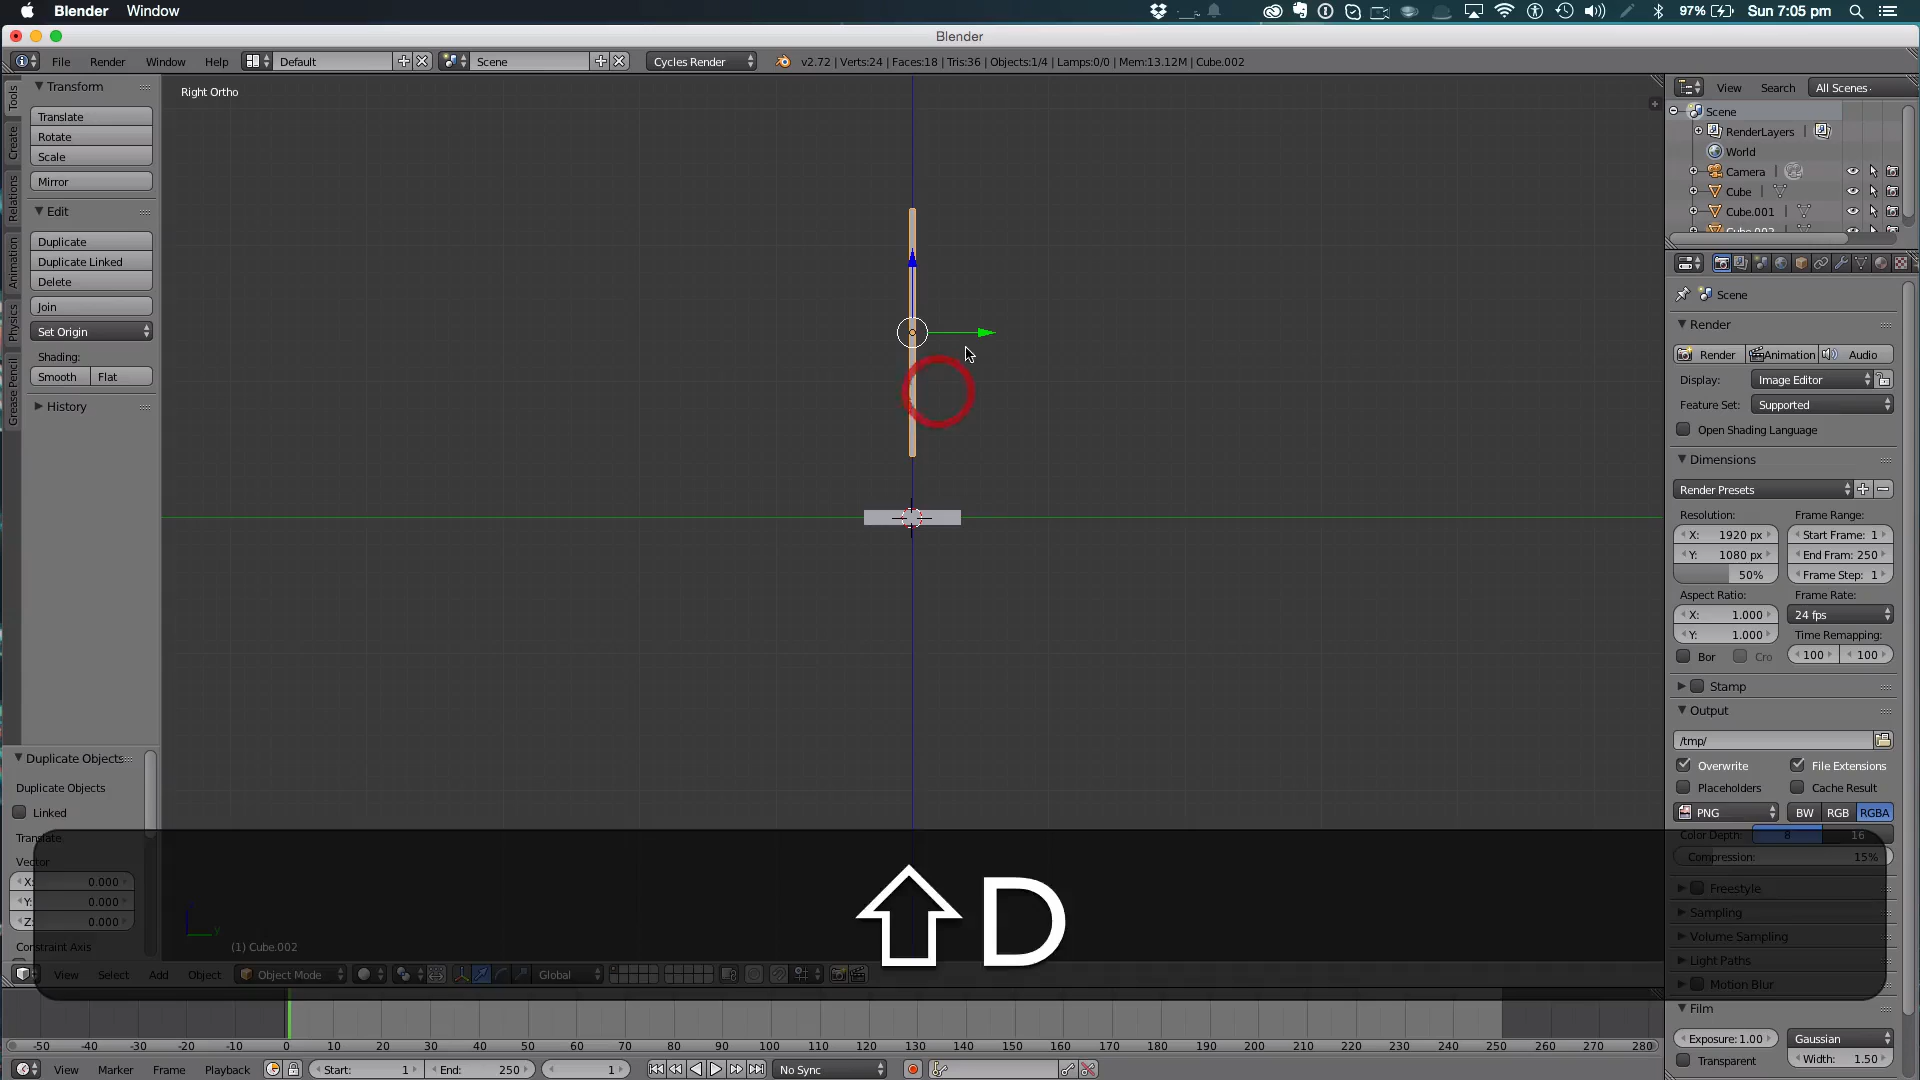 Blender Window 97% Sun 7:05 pm
Blender
File Render Window Help Default Scene Cycles Render v2.72 | Verts:24 | Faces:18 | Tris:36 | Objects:1/4 | Lamps:0/0 | Mem:13.12M | Cube.002
Tools
Create
Relations
Animation
Physics
Grease Pencil
Transform
Translate
Rotate
Scale
Mirror
Edit
Duplicate
Duplicate Linked
Delete
Join
Set Origin
Shading:
Smooth Flat
History
Duplicate Objects
Duplicate Objects
Linked
Translate
Vector
X: 0.000
Y: 0.000
Z: 0.000
Constraint Axis
Right Ortho
D
y
(1) Cube.002
View Select Add Object Object Mode Global
View Search All Scenes
Scene
RenderLayers
World
Camera
Cube
Cube.001
Cube.002
Scene
Render
Render Animation Audio
Display: Image Editor
Feature Set: Supported
Open Shading Language
Dimensions
Render Presets
Resolution: Frame Range:
X: 1920 px Start Frame: 1
Y: 1080 px End Fram: 250
50% Frame Step: 1
Aspect Ratio: Frame Rate:
X: 1.000 24 fps
Y: 1.000 Time Remapping:
Bor Cro 100 100
Stamp
Output
/tmp/
Overwrite File Extensions
Placeholders Cache Result
PNG BW RGB RGBA
Color Depth: 8 16
Compression: 15%
Freestyle
Sampling
Volume Sampling
Light Paths
Motion Blur
Film
Exposure: 1.00 Gaussian
Transparent Width: 1.50
-50 -40 -30 -20 -10 0 10 20 30 40 50 60 70 80 90 100 110 120 130 140 150 160 170 180 190 200 210 220 230 240 250 260 270 280
View Marker Frame Playback Start: 1 End: 250 1 No Sync